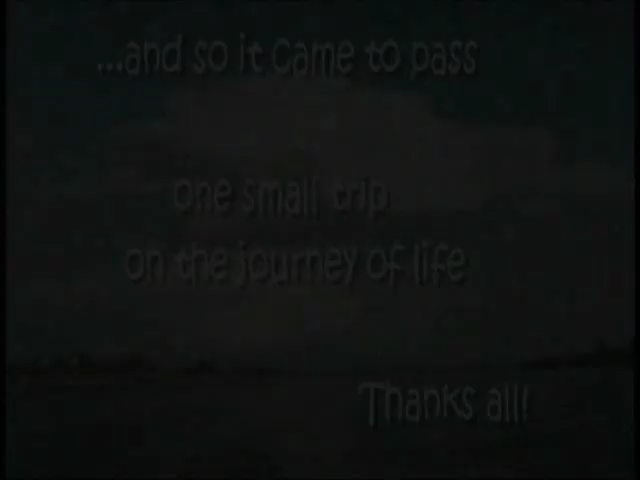 ...and so it came to pass
one small trip
on the journey of life
Thanks all!